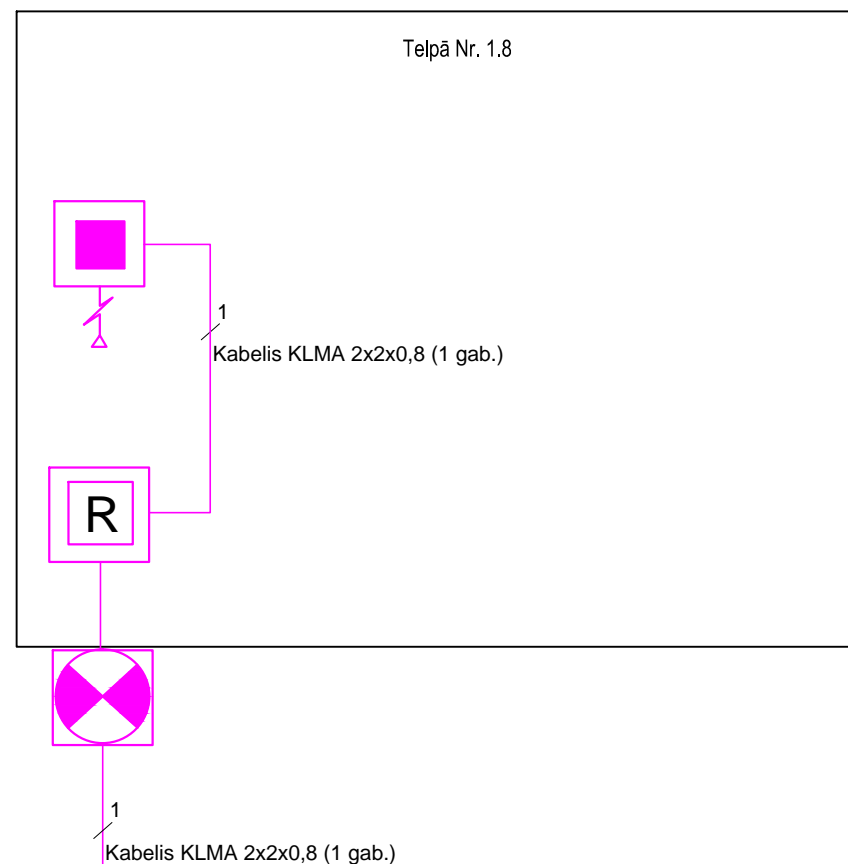 Telpā Nr. 1.8
1
Kabelis KLMA 2x2x0,8 (1 gab.)
R
1
Kabelis KLMA 2x2x0,8 (1 gab.)